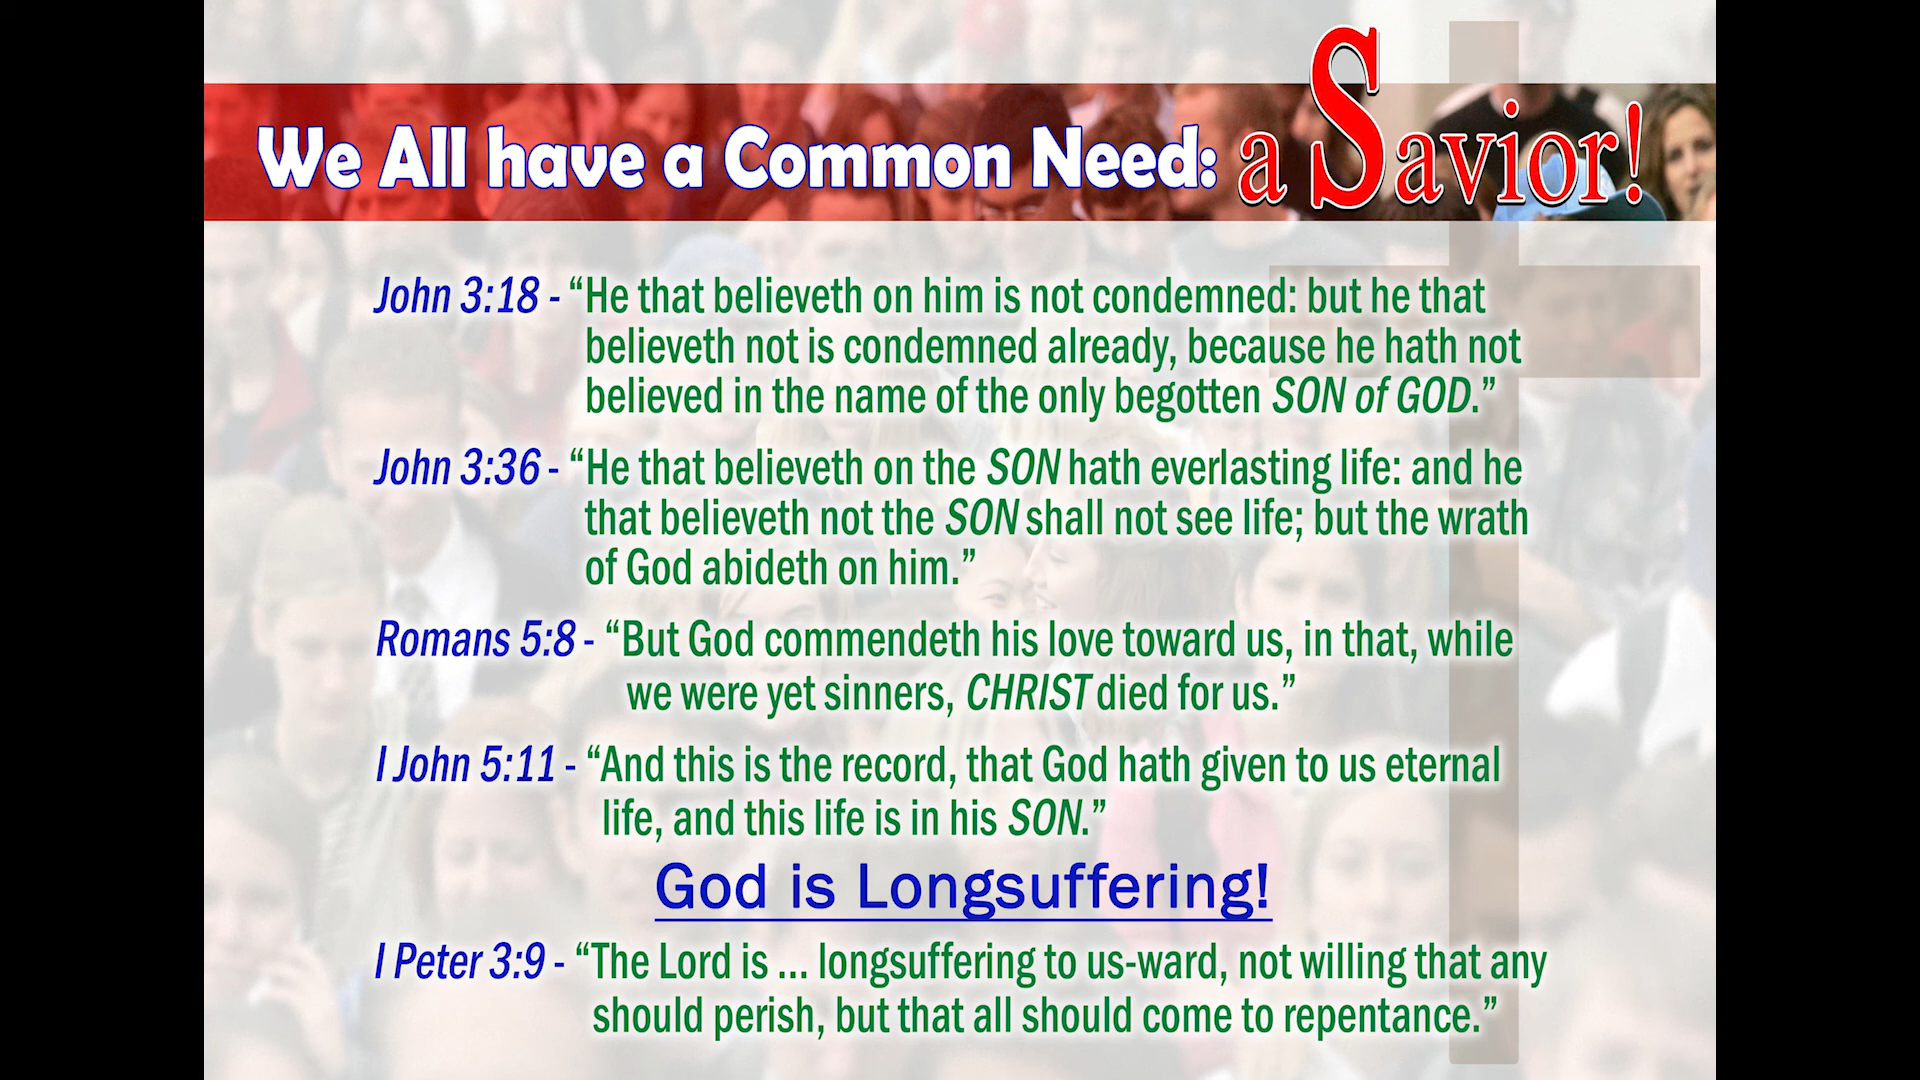 We All have a Common Need: a Savior!
John 3:18 - “He that believeth on him is not condemned: but he that
believeth not is condemned already, because he hath not
believed in the name of the only begotten SON of GOD.”
John 3:36 - “He that believeth on the SON hath everlasting life: and he
that believeth not the SON shall not see life; but the wrath
of God abideth on him.”
Romans 5:8 - “But God commendeth his love toward us, in that, while
we were yet sinners, CHRIST died for us.”
I John 5:11 - “And this is the record, that God hath given to us eternal
life, and this life is in his SON.”
God is Longsuffering!
I Peter 3:9 - “The Lord is ... longsuffering to us-ward, not willing that any
should perish, but that all should come to repentance.”